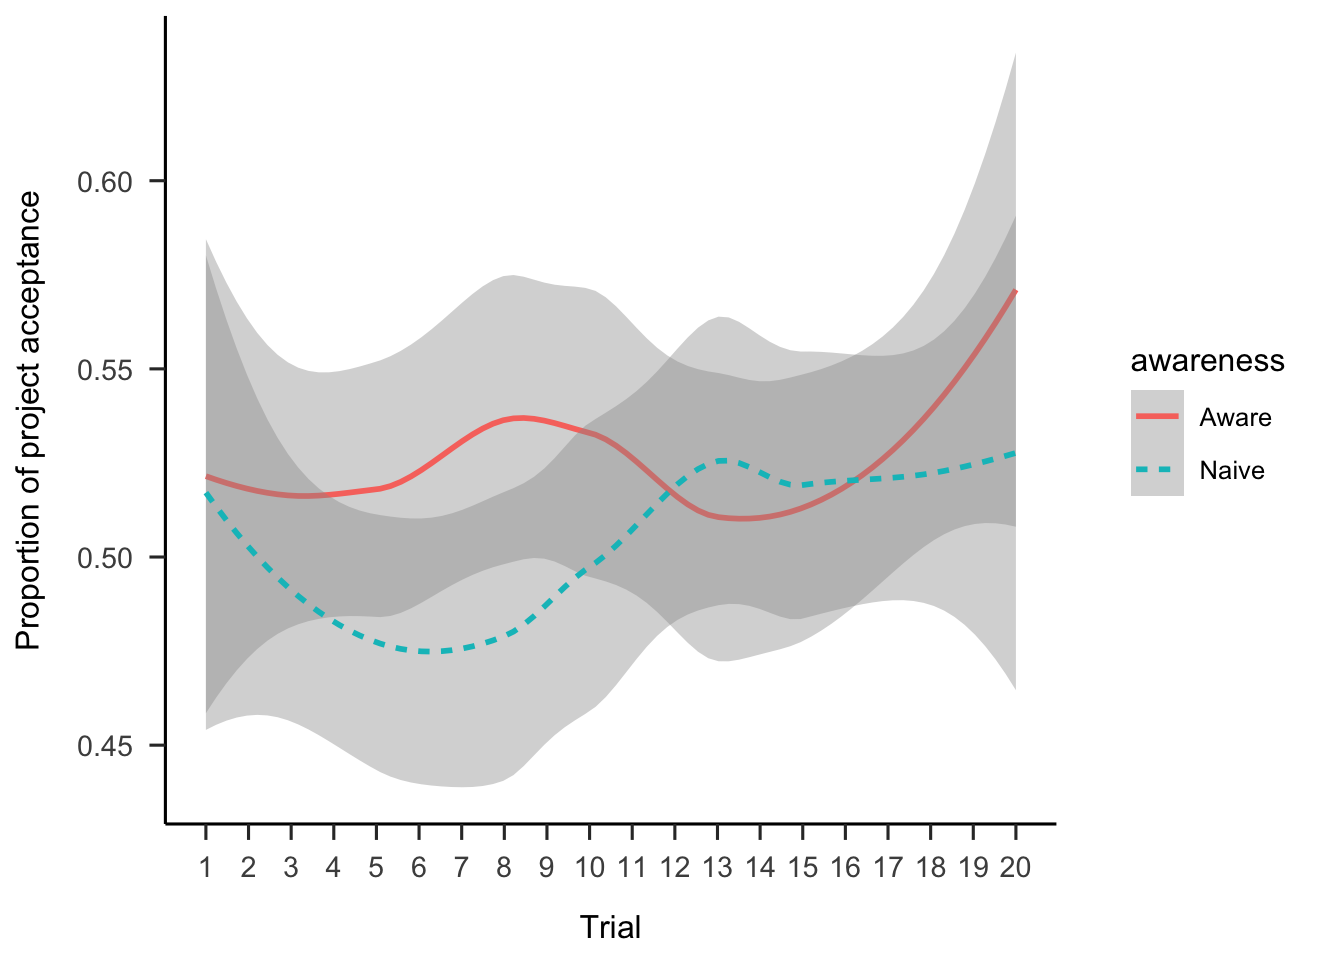 Proportion of project acceptance
0.60
0.55
0.50
0.45
1 2 3 4 5 6 7 8 9 10 11 12 13 14 15 16 17 18 19 20
Trial
awareness
Aware
Naive